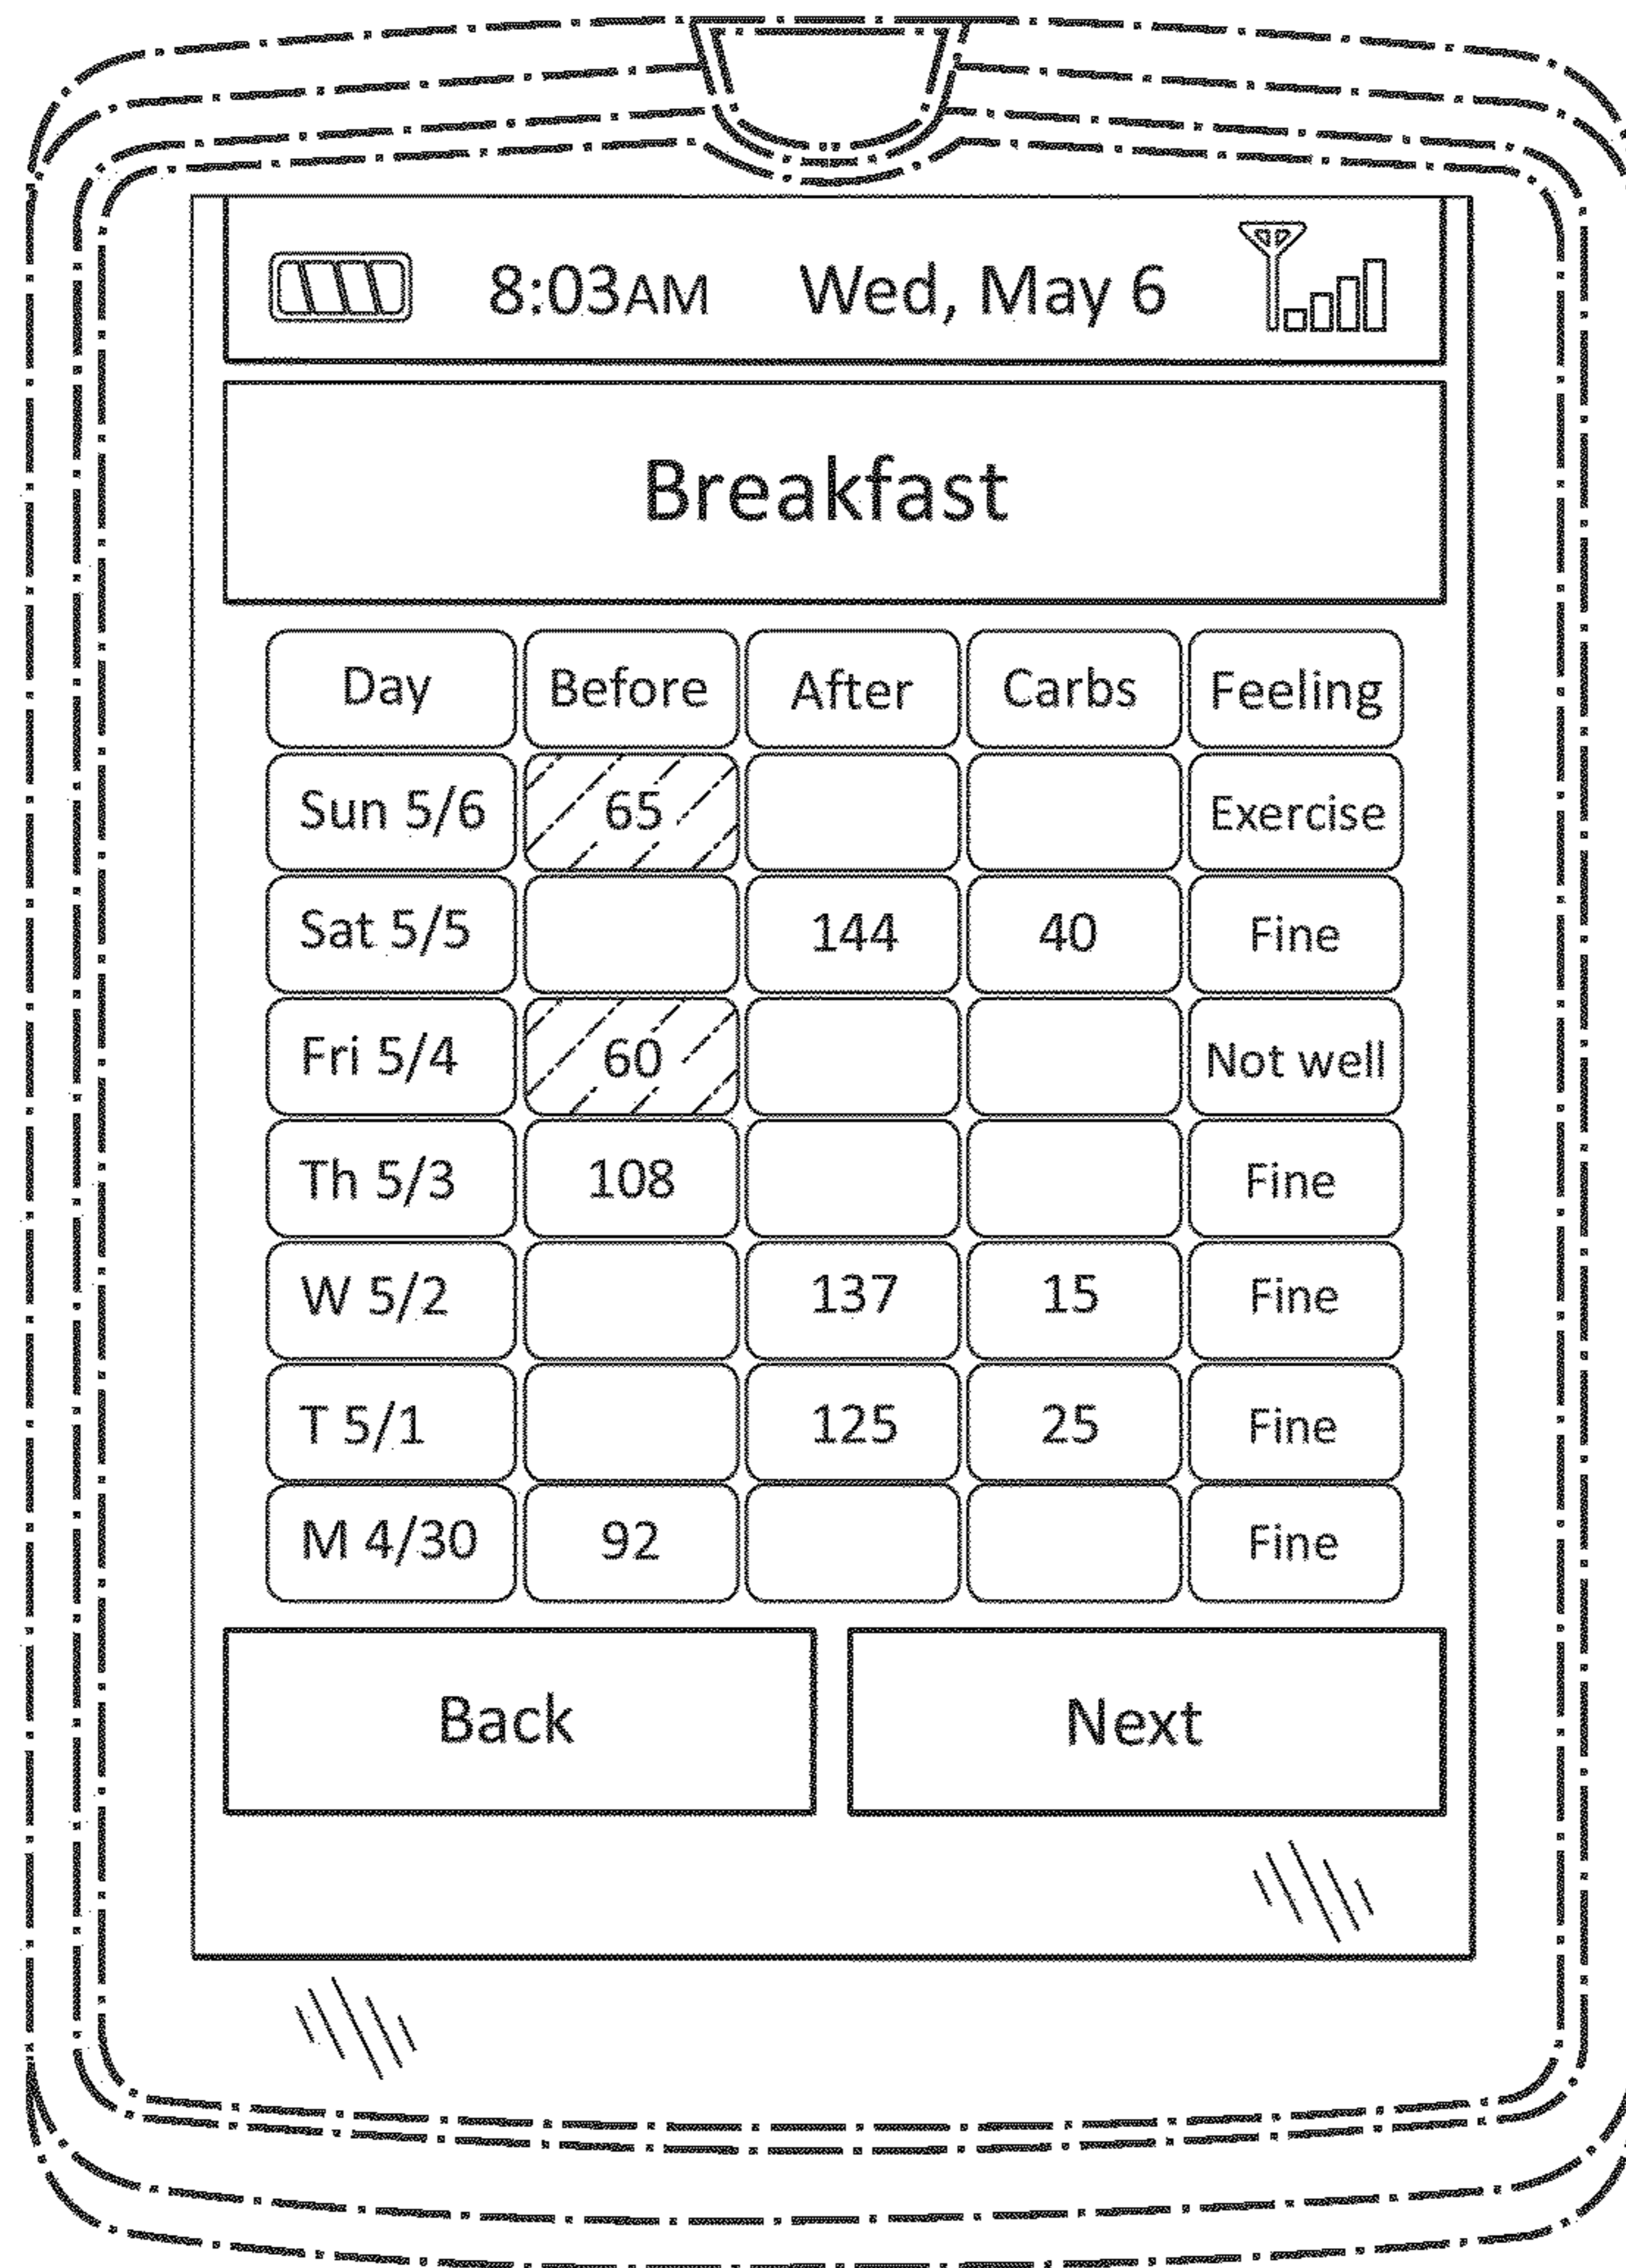 8:03AM Wed, May 6
Breakfast
Day Before After Carbs Feeling
Sun 5/6 65 Exercise
Sat 5/5 144 40 Fine
Fri 5/4 60 Not well
Th 5/3 108 Fine
W 5/2 137 15 Fine
T 5/1 125 25 Fine
M 4/30 92 Fine
Back Next